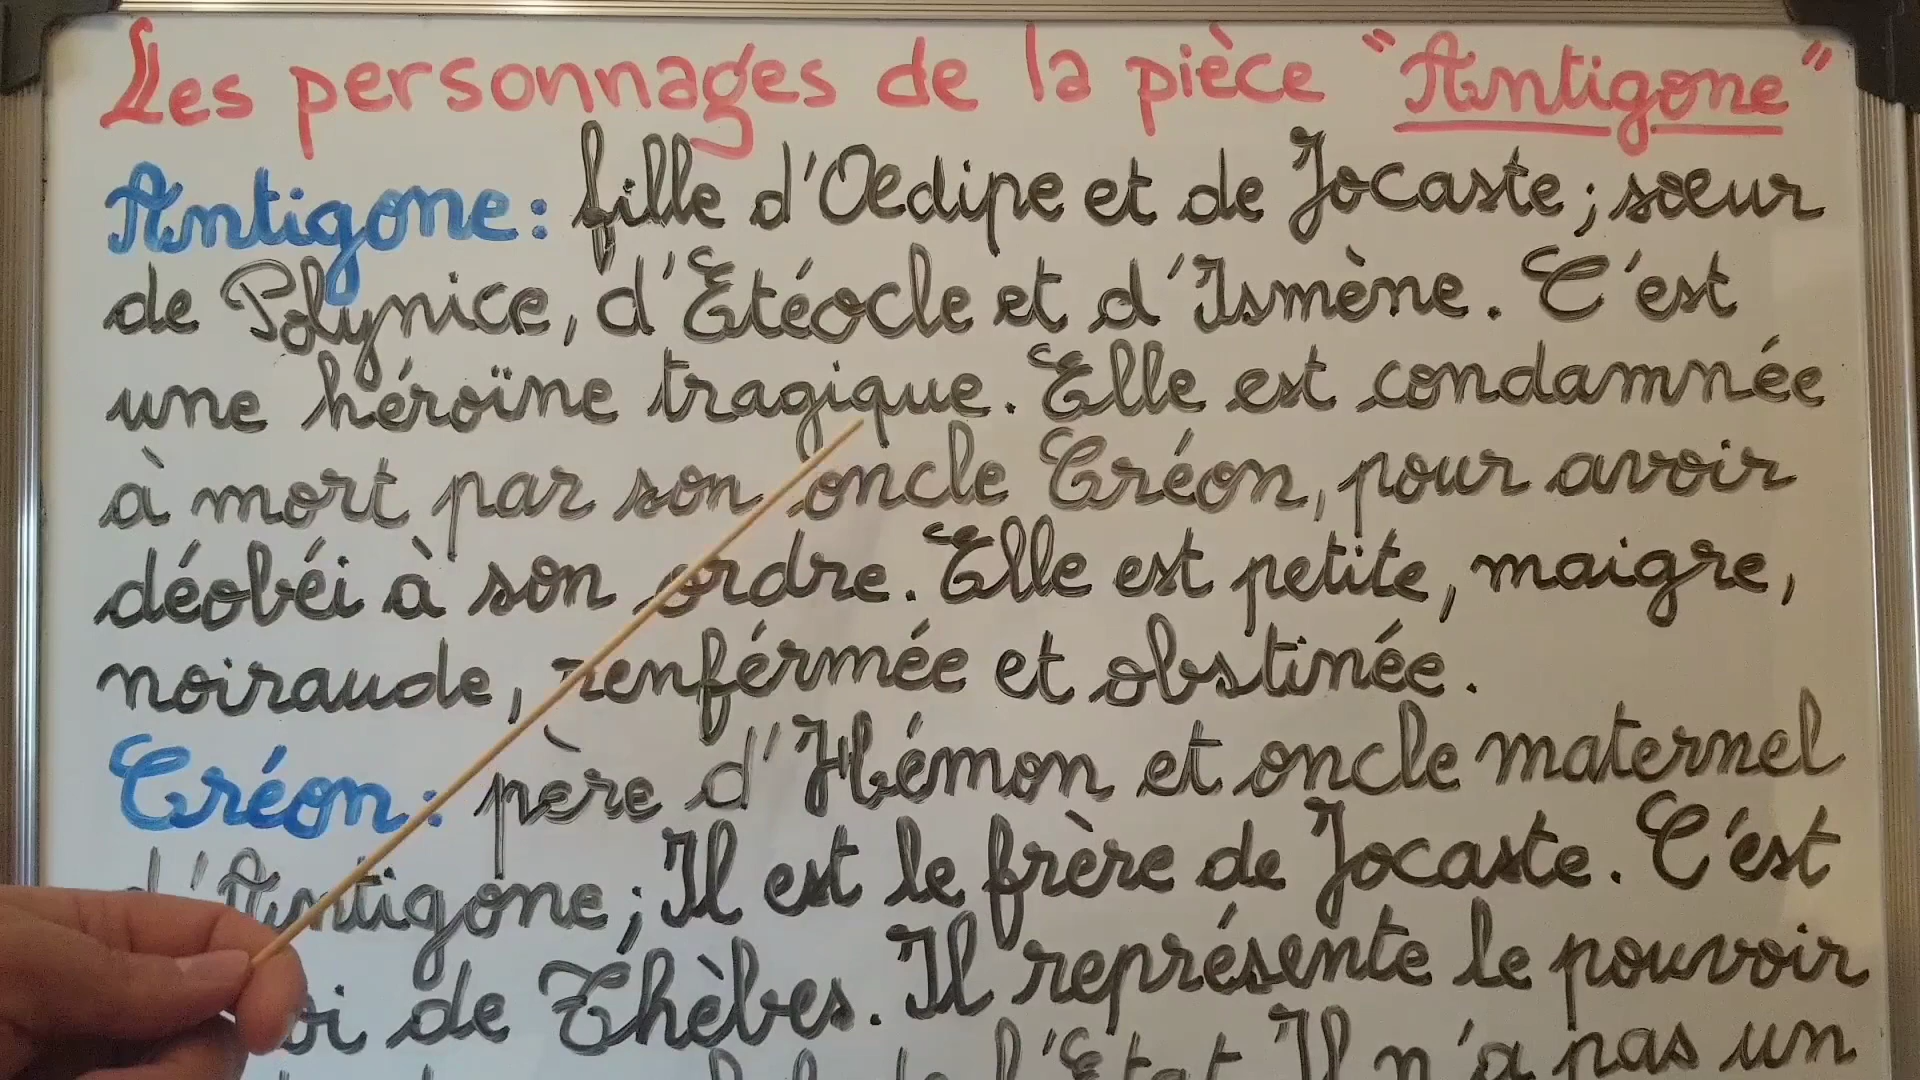 Les personnages de la pièce "Antigone"
Antigone: fille d'Oedipe et de Jocaste; sœur
de Polynice, d'Etéocle et d'Ismène. C'est
une héroïne tragique. Elle est condamnée
à mort par son oncle Créon, pour avoir
déobéi à son ordre. Elle est petite, maigre,
noiraude, renférmée et obstinée.
Créon: père d'Hémon et oncle maternel
d'Antigone; Il est le frère de Jocaste. C'est
de Thèbes. Il représente le pouvoir
de l'Etat Il n'a pas un